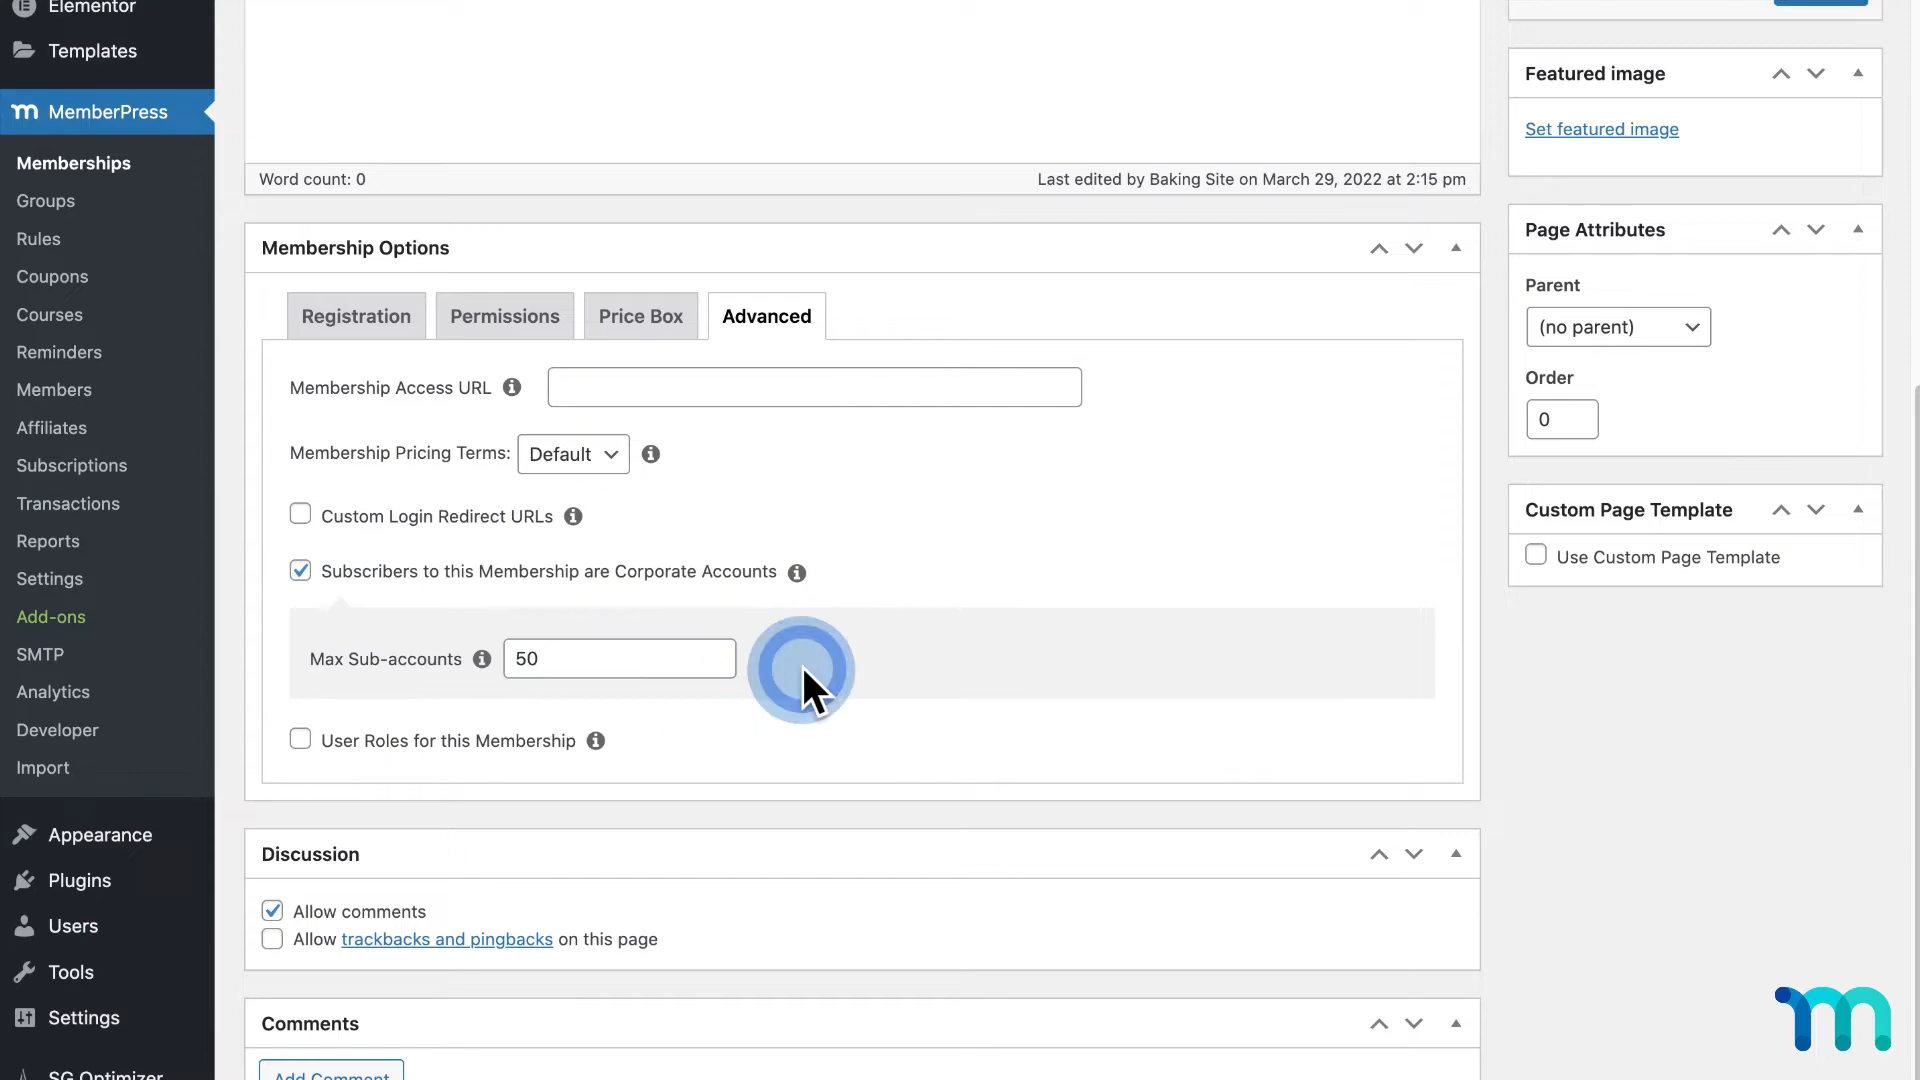 Elementor
Templates
MemberPress
Memberships
Groups
Rules
Coupons
Courses
Reminders
Members
Affiliates
Subscriptions
Transactions
Reports
Settings
Add-ons
SMTP
Analytics
Developer
Import
Appearance
Plugins
Users
Tools
Settings
SG Optimizer
Word count: 0
Last edited by Baking Site on March 29, 2022 at 2:15 pm
Membership Options
Registration
Permissions
Price Box
Advanced
Membership Access URL
Membership Pricing Terms: Default
Custom Login Redirect URLs
Subscribers to this Membership are Corporate Accounts
Max Sub-accounts 50
User Roles for this Membership
Discussion
Allow comments
Allow trackbacks and pingbacks on this page
Comments
Add Comment
Featured image
Set featured image
Page Attributes
Parent
(no parent)
Order
0
Custom Page Template
Use Custom Page Template